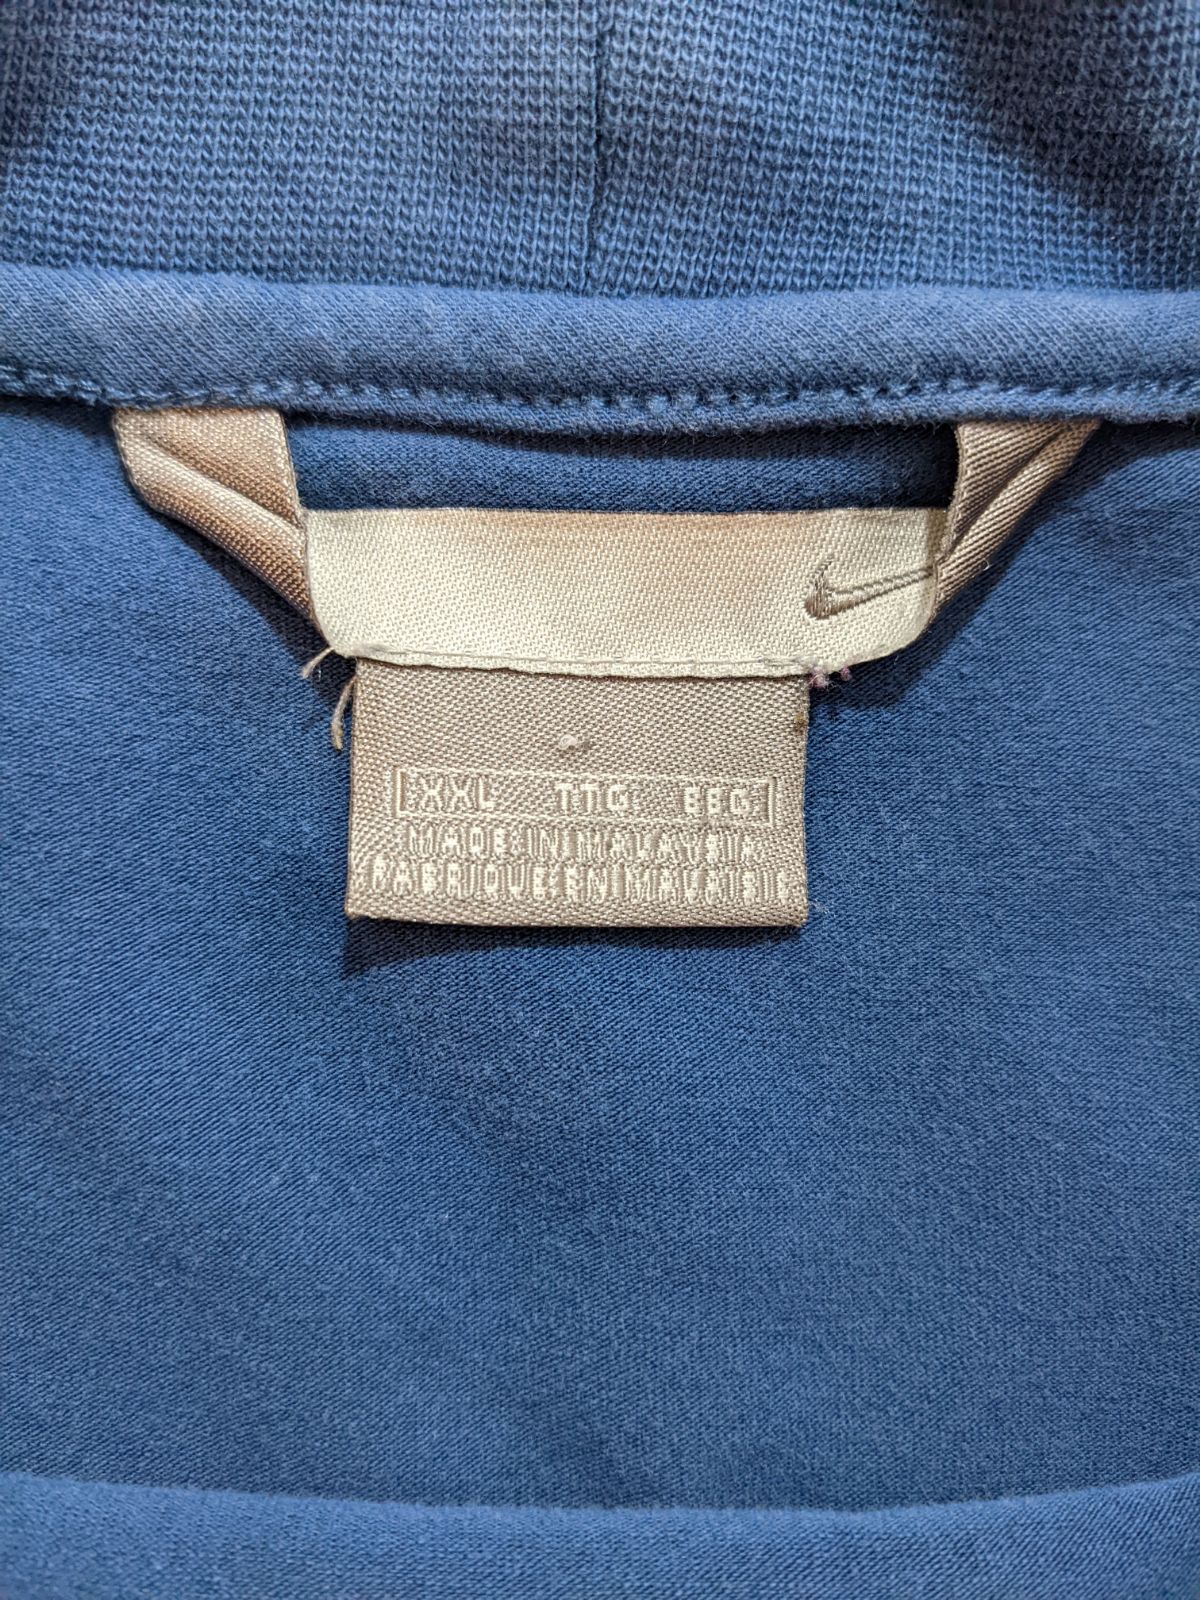 XXL TTG EEG
MADE IN MALAYSIA
FABRIQUE EN MALAISIE